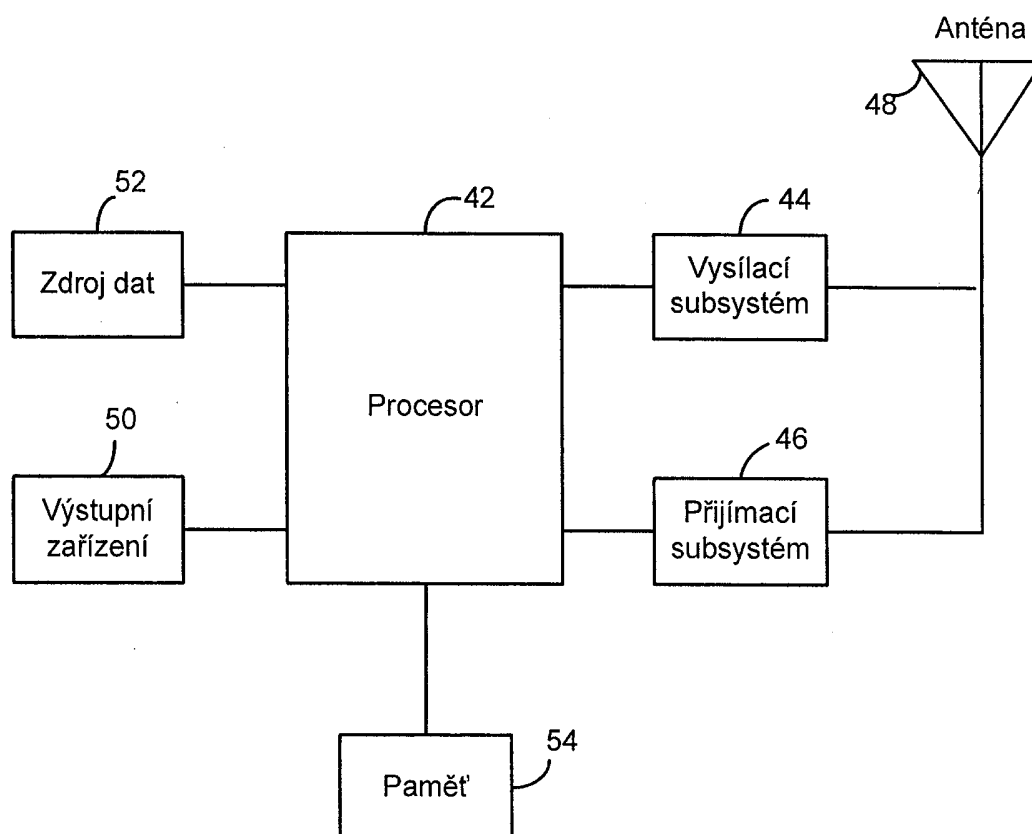 Anténa
48
52
42
44
Zdroj dat
Vysílací
subsystém
Procesor
50
46
Výstupní
zařízení
Přijímací
subsystém
54
Paměť